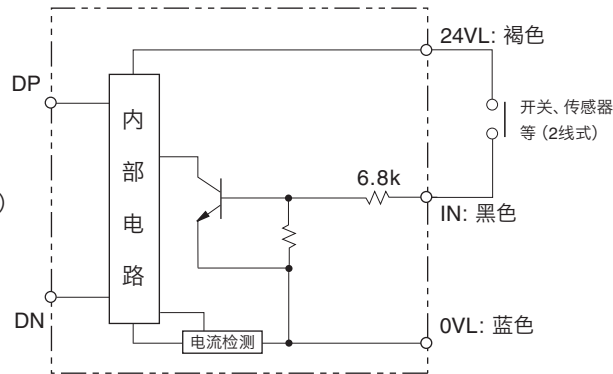 24VL: 褐色
DP
开关、传感器
等 (2线式)
内
部
电
路
6.8k
)
IN: 黑色
DN
0VL: 蓝色
电流检测